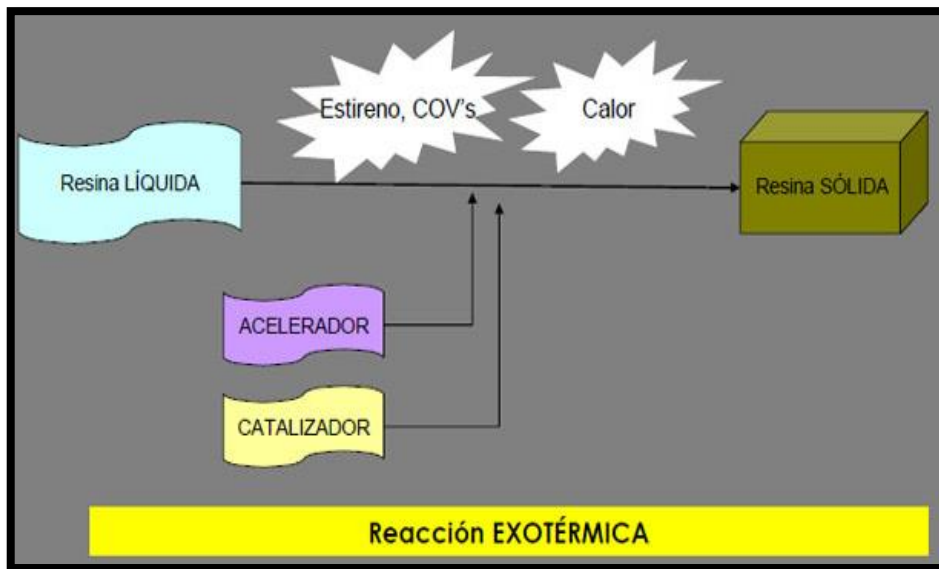 Estireno, COV's
Calor
Resina LÍQUIDA
Resina SÓLIDA
ACELERADOR
CATALIZADOR
Reacción EXOTÉRMICA